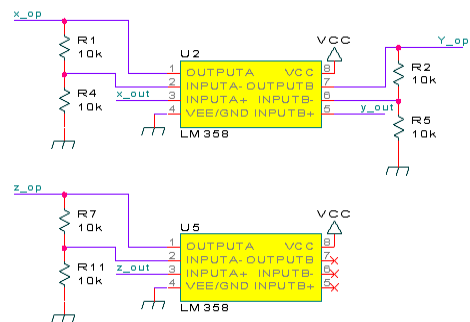 x_op
R1
10k
R4
10k
x_out
U2
1 OUTPUTA VCC 8
2 INPUTA- OUTPUTB 7
3 INPUTA+ INPUTB- 6
4 VEE/GND INPUTB+ 5
LM358
VCC
Y_op
R2
10k
y_out
R5
10k
z_op
R7
10k
R11
10k
z_out
U5
1 OUTPUTA VCC 8
2 INPUTA- OUTPUTB 7
3 INPUTA+ INPUTB- 6
4 VEE/GND INPUTB+ 5
LM358
VCC